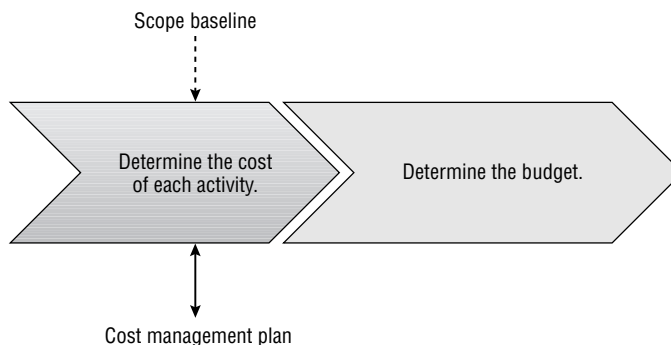 Scope baseline
Determine the cost
of each activity.
Determine the budget.
Cost management plan